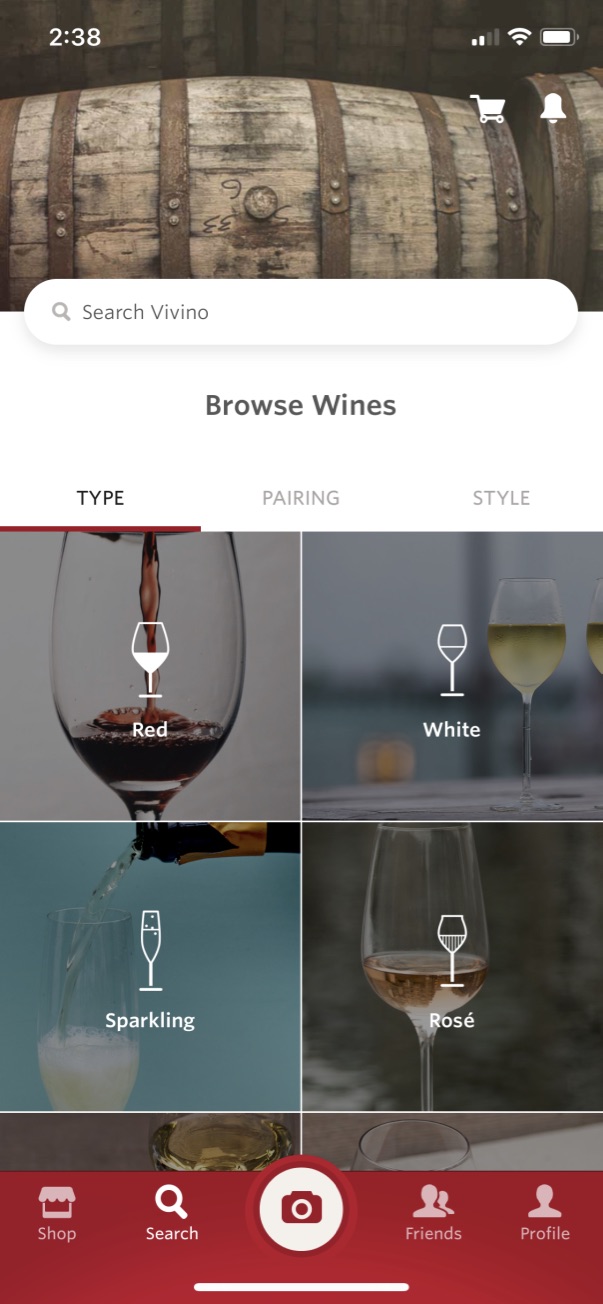 2:38
Search Vivino
Browse Wines
TYPE PAIRING STYLE
Red
White
Sparkling
Rosé
Shop Search Friends Profile